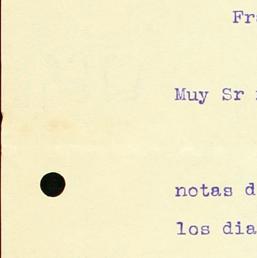 Fr
Muy Sr
notas d
los dia